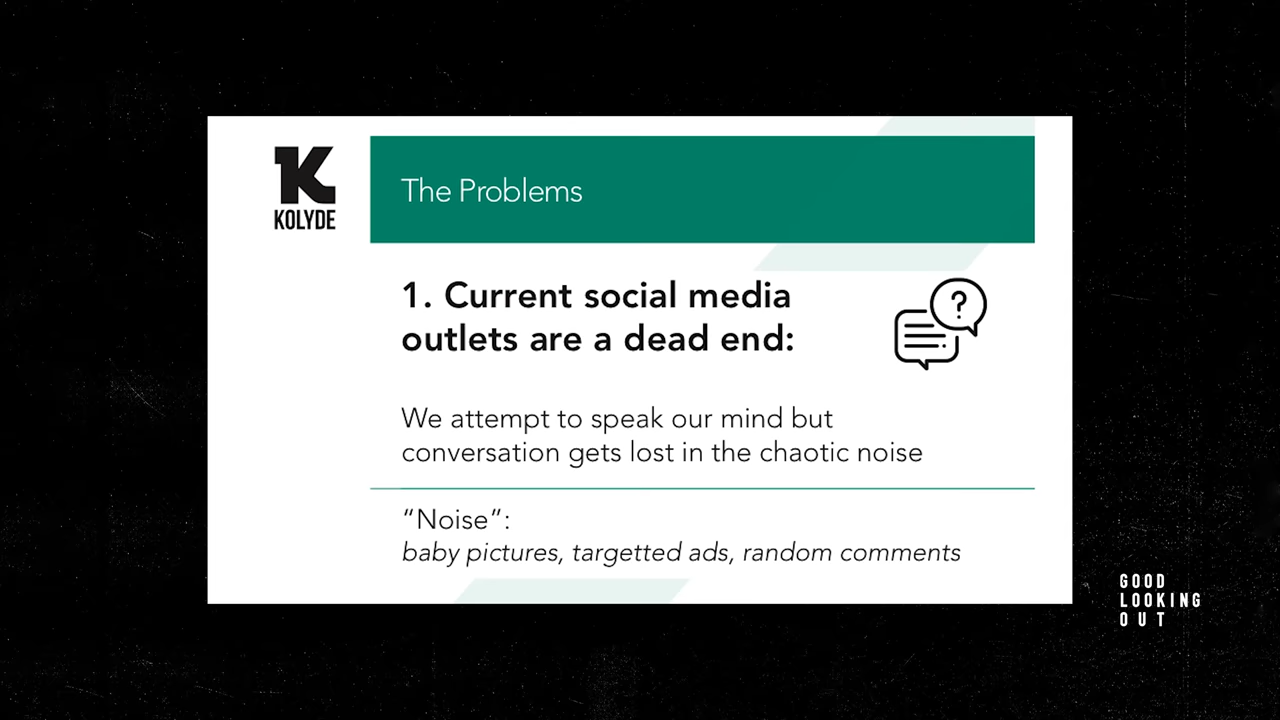 K
KOLYDE
The Problems
1. Current social media
outlets are a dead end:
?
We attempt to speak our mind but
conversation gets lost in the chaotic noise
“Noise”:
baby pictures, targetted ads, random comments
GOOD
LOOKING
OUT